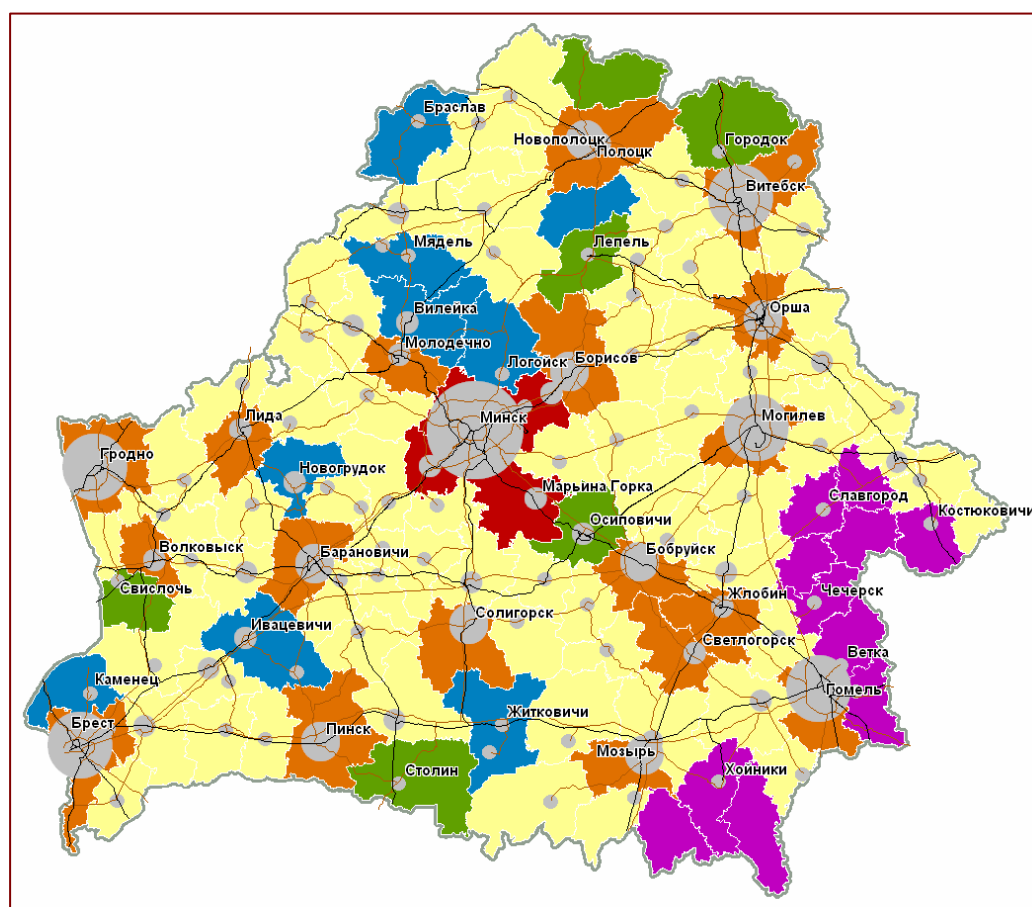 Браслав
Новополоцк
Полоцк
Городок
Витебск
Мядель
Лепель
Вилейка
Орша
Молодечно
Логойск
Борисов
Лида
Минск
Могилев
Гродно
Новогрудок
Марьина Горка
Славгород
Костюковичи
Осиповичи
Волковыск
Барановичи
Бобруйск
Свислочь
Жлобин
Чечерск
Солигорск
Ивацевичи
Светлогорск
Ветка
Каменец
Гомель
Брест
Пинск
Житковичи
Мозырь
Столин
Хойники